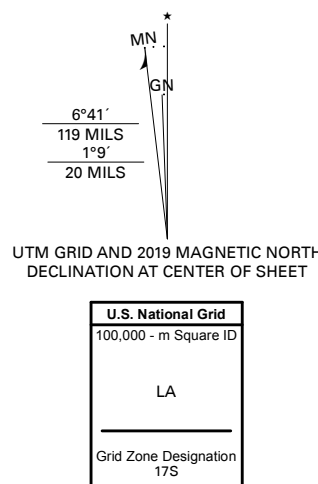 ★
MN
GN
6°41´
119 MILS
1°9´
20 MILS
UTM GRID AND 2019 MAGNETIC NORTH
DECLINATION AT CENTER OF SHEET
U.S. National Grid
100,000 - m Square ID
LA
Grid Zone Designation
17S